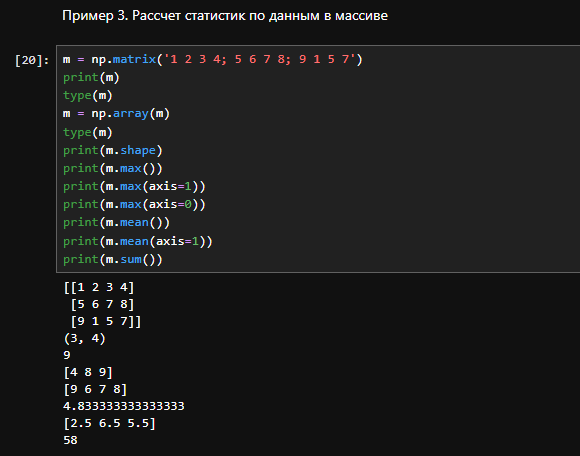 Пример 3. Рассчет статистик по данным в массиве
[20]: m = np.matrix('1 2 3 4; 5 6 7 8; 9 1 5 7')
print(m)
type(m)
m = np.array(m)
type(m)
print(m.shape)
print(m.max())
print(m.max(axis=1))
print(m.max(axis=0))
print(m.mean())
print(m.mean(axis=1))
print(m.sum())
[[1 2 3 4]
[5 6 7 8]
[9 1 5 7]]
(3, 4)
9
[4 8 9]
[9 6 7 8]
4.833333333333333
[2.5 6.5 5.5]
58